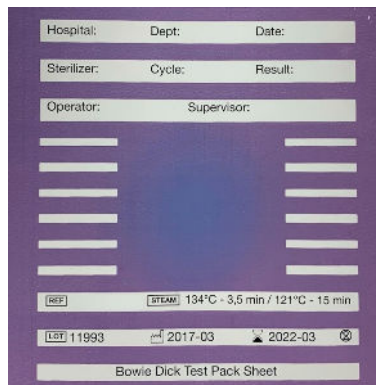 Hospital: Dept: Date:
Sterilizer: Cycle: Result:
Operator: Supervisor:
REF STEAM 134°C - 3,5 min / 121°C - 15 min
LOT 11993 2017-03 2022-03
Bowie Dick Test Pack Sheet